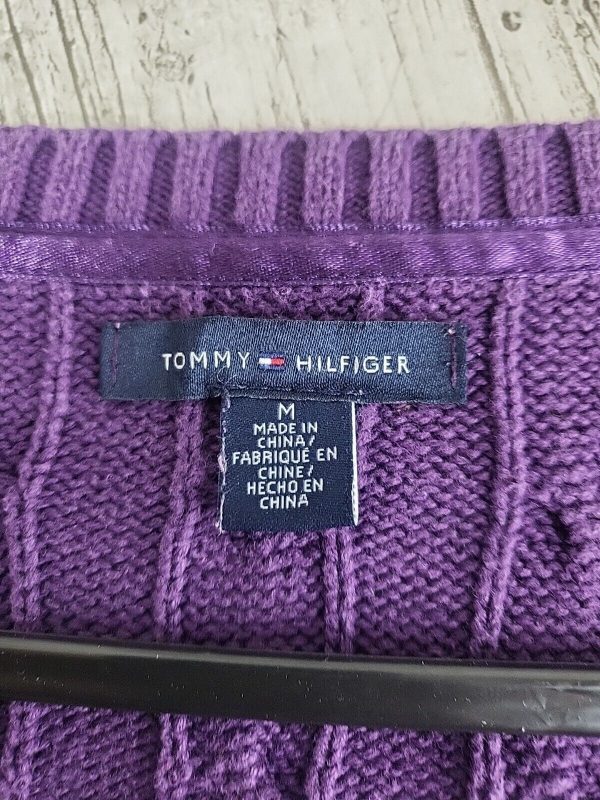 TOMMY HILFIGER
M
MADE IN
CHINA/
FABRIQUÉ EN
CHINE/
HECHO EN
CHINA